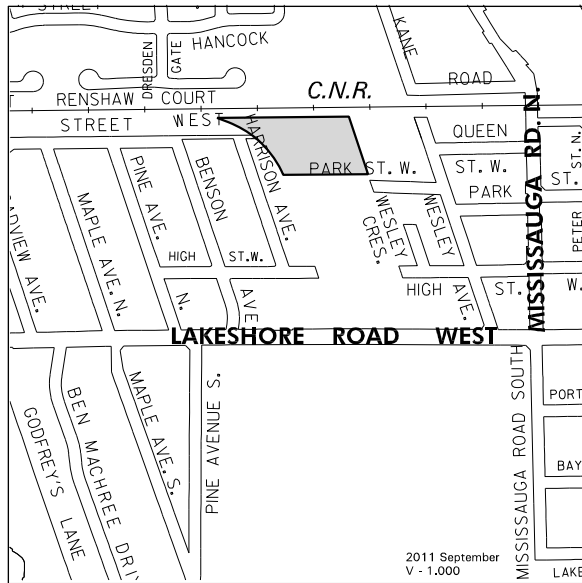 STREET
HANCOCK
DRESDEN
GATE
KANE
ROAD
C.N.R.
RENSHAW COURT
STREET WEST
QUEEN
MISSISSAUGA RD. N.
HARRISON AVE.
BENSON
AVE
PINE AVE.
N.
MAPLE AVE. N.
PARK ST. W.
ST. W.
PARK
ST.
ST. N.
PETER
WESLEY
CRES.
WESLEY
AVE.
HIGH
ST.W.
HIGH
ST.
W.
LAKESHORE ROAD WEST
MAPLE AVE. S.
PINE AVENUE S.
BEN MACHREE DRI
GODFREY'S LANE
MISSISSAUGA ROAD SOUTH
PORT
BAY
LAKE
2011 September
V - 1.000